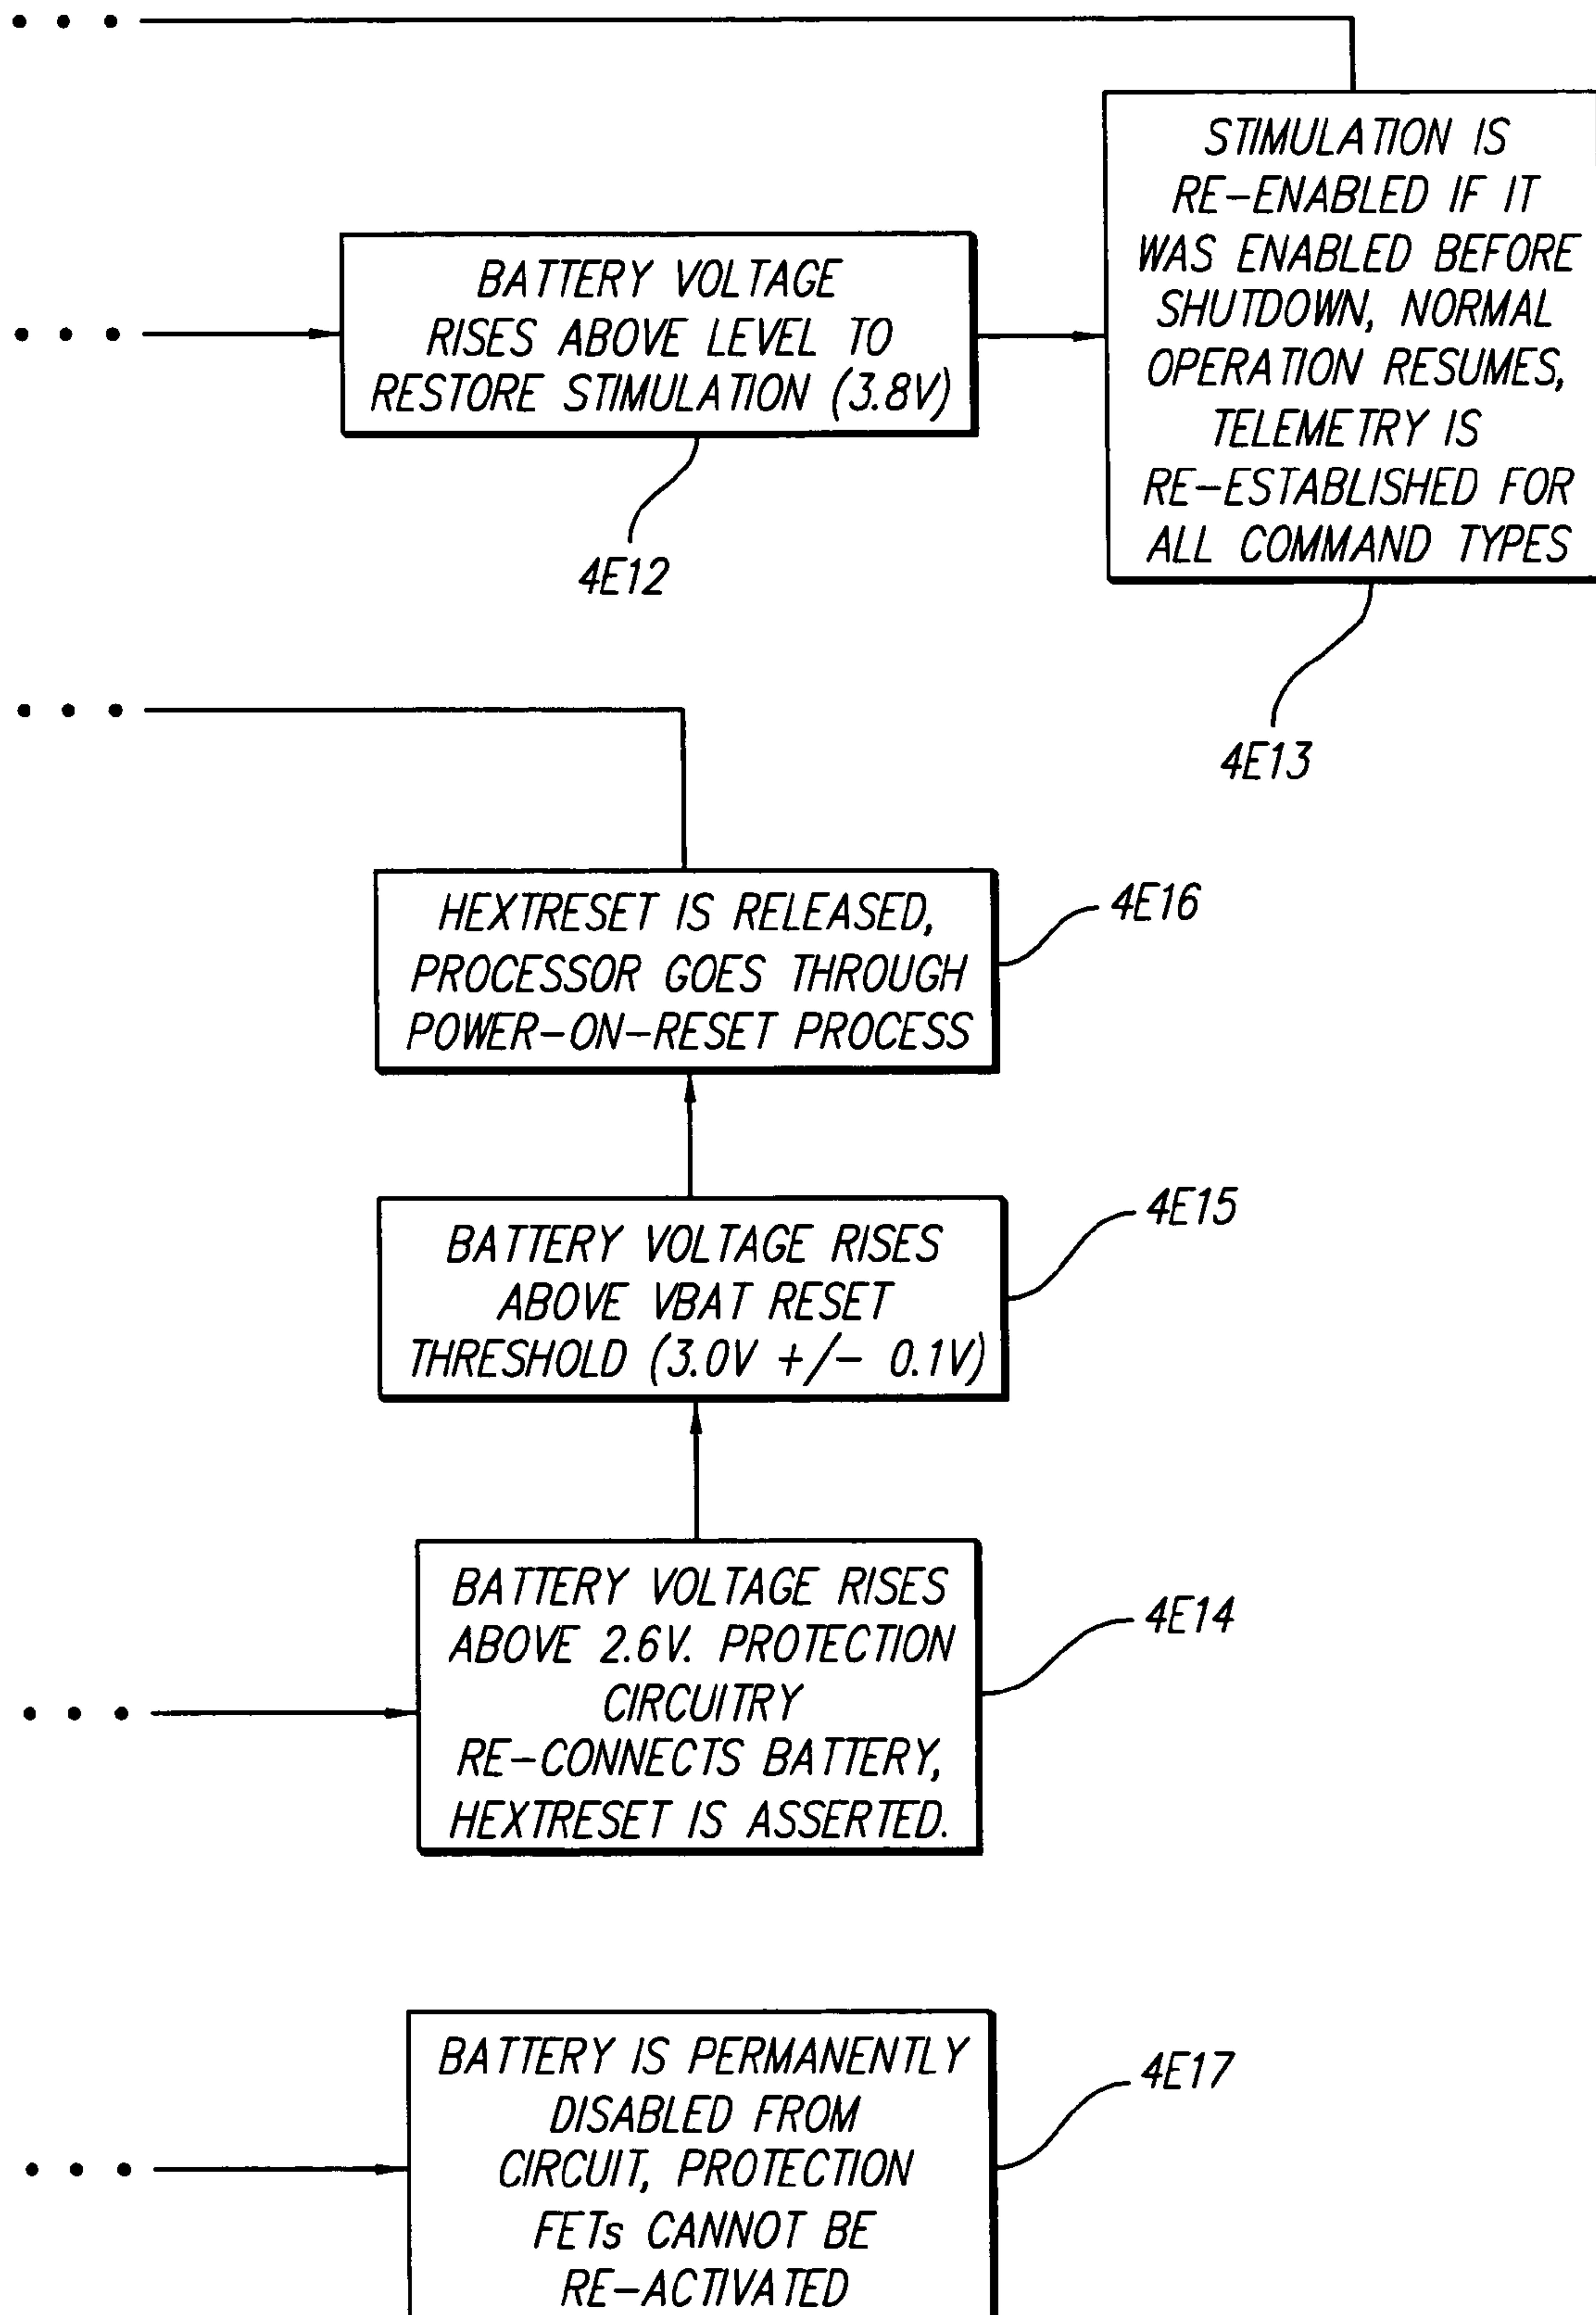 BATTERY VOLTAGE
RISES ABOVE LEVEL TO
RESTORE STIMULATION (3.8V)
4E12
STIMULATION IS
RE-ENABLED IF IT
WAS ENABLED BEFORE
SHUTDOWN, NORMAL
OPERATION RESUMES,
TELEMETRY IS
RE-ESTABLISHED FOR
ALL COMMAND TYPES
4E13
HEXTRESET IS RELEASED,
PROCESSOR GOES THROUGH
POWER-ON-RESET PROCESS
4E16
BATTERY VOLTAGE RISES
ABOVE VBAT RESET
THRESHOLD (3.0V +/- 0.1V)
4E15
BATTERY VOLTAGE RISES
ABOVE 2.6V. PROTECTION
CIRCUITRY
RE-CONNECTS BATTERY,
HEXTRESET IS ASSERTED.
4E14
BATTERY IS PERMANENTLY
DISABLED FROM
CIRCUIT, PROTECTION
FETs CANNOT BE
RE-ACTIVATED
4E17